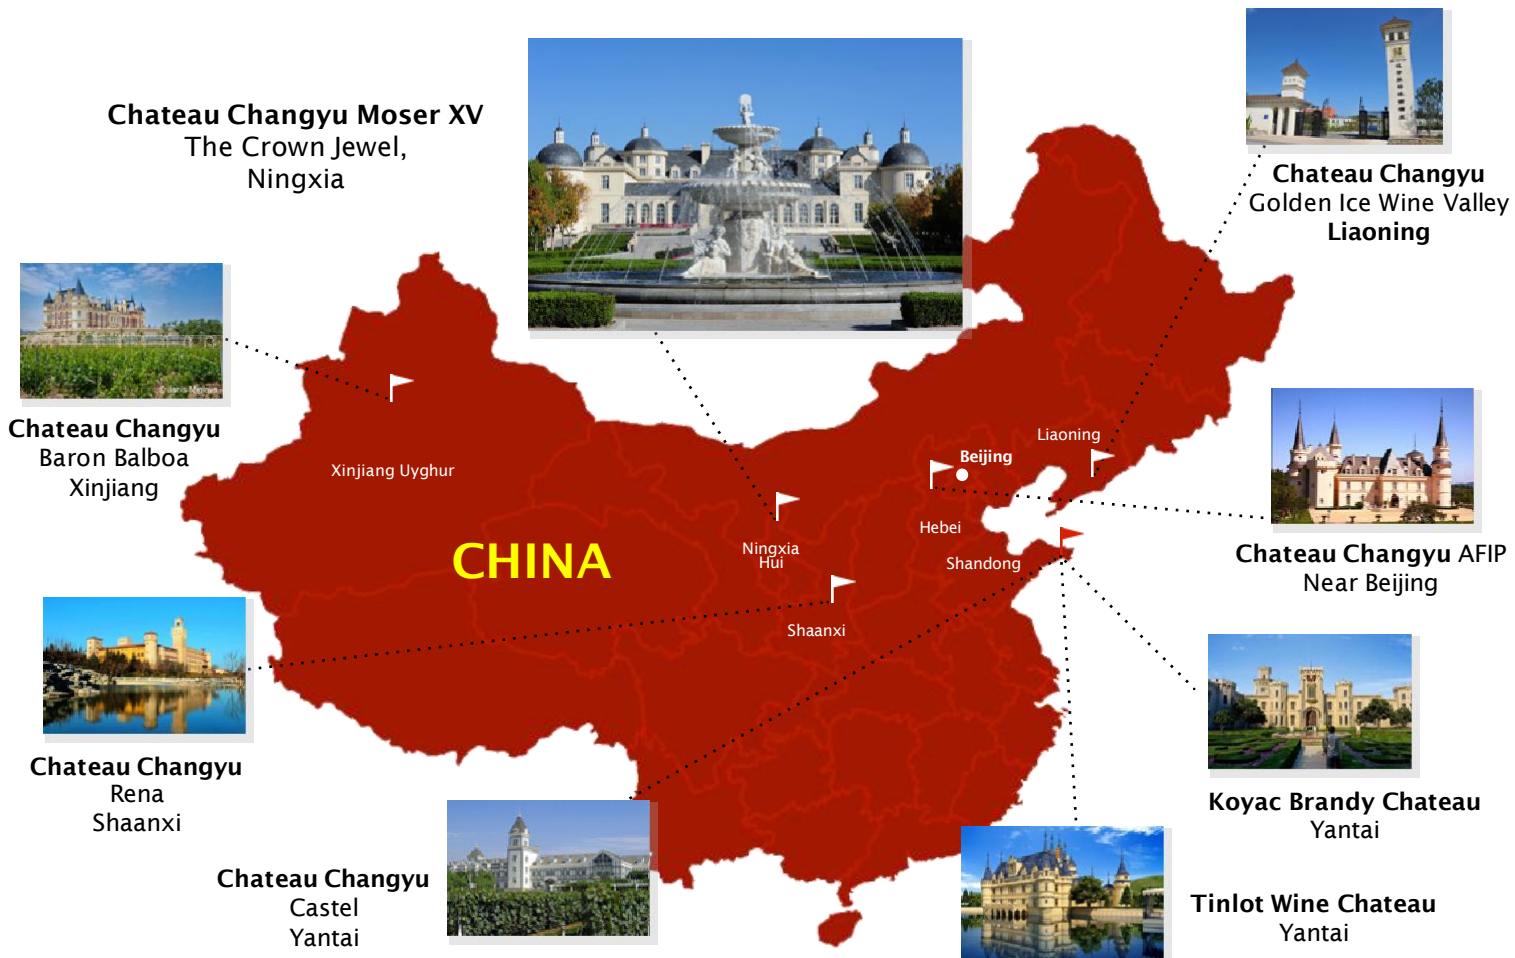 Chateau Changyu Moser XV
The Crown Jewel,
Ningxia
Chateau Changyu
Golden Ice Wine Valley
Liaoning
Chateau Changyu
Baron Balboa
Xinjiang
Xinjiang Uyghur
CHINA
Ningxia
Hui
Shaanxi
Beijing
Liaoning
Hebei
Shandong
Chateau Changyu AFIP
Near Beijing
Chateau Changyu
Rena
Shaanxi
Koyac Brandy Chateau
Yantai
Chateau Changyu
Castel
Yantai
Tinlot Wine Chateau
Yantai